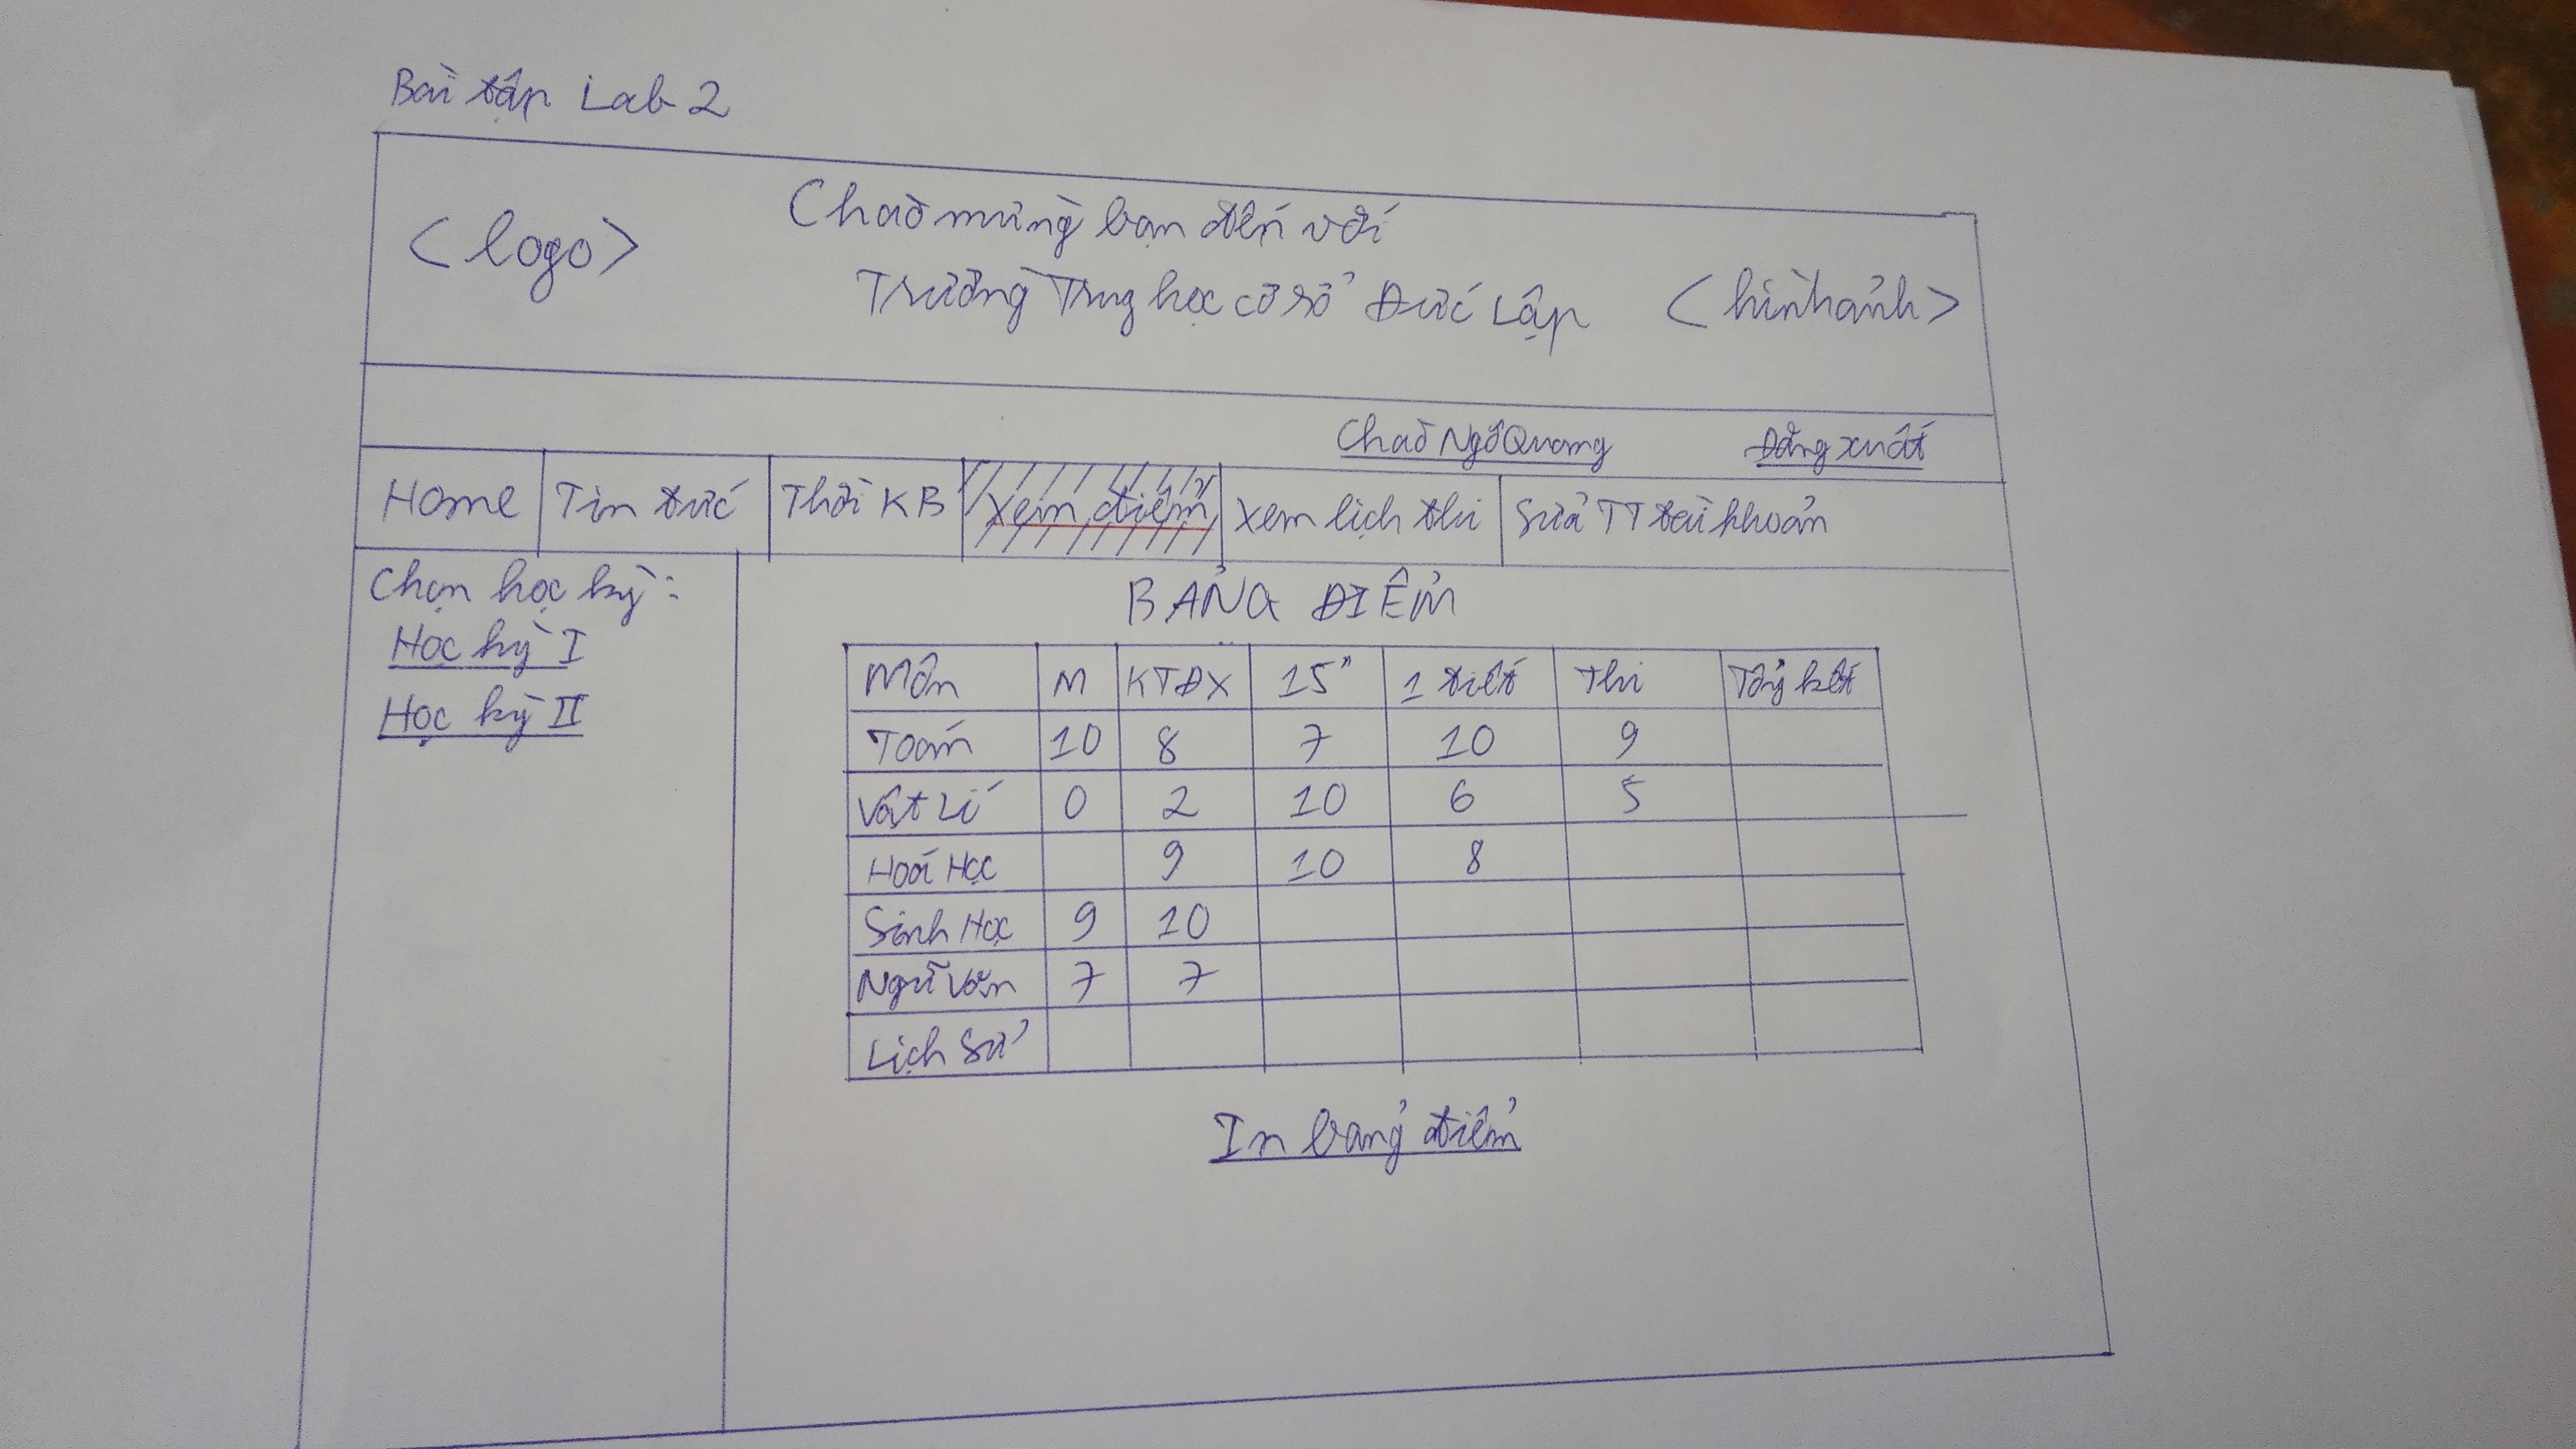 Bài tập Lab 2
<logo>
Chào mừng bạn đến với
Trường Trung học cơ sở Đức Lập
<hình ảnh>
Chào Ngô Quang Đăng xuất
Home Tin tức Thời KB Xem điểm Xem lịch thi Sửa TT tài khoản
Chọn học kỳ:
Học kỳ I
Học kỳ II
BẢNG ĐIỂM
Môn M KTĐX 15" 1 tiết Thi Tổng kết
Toán 10 8 7 10 9
Vật Lí 0 2 10 6 5
Hoá Học 9 10 8
Sinh Học 9 10
Ngữ Văn 7 7
Lịch Sử
In bảng điểm